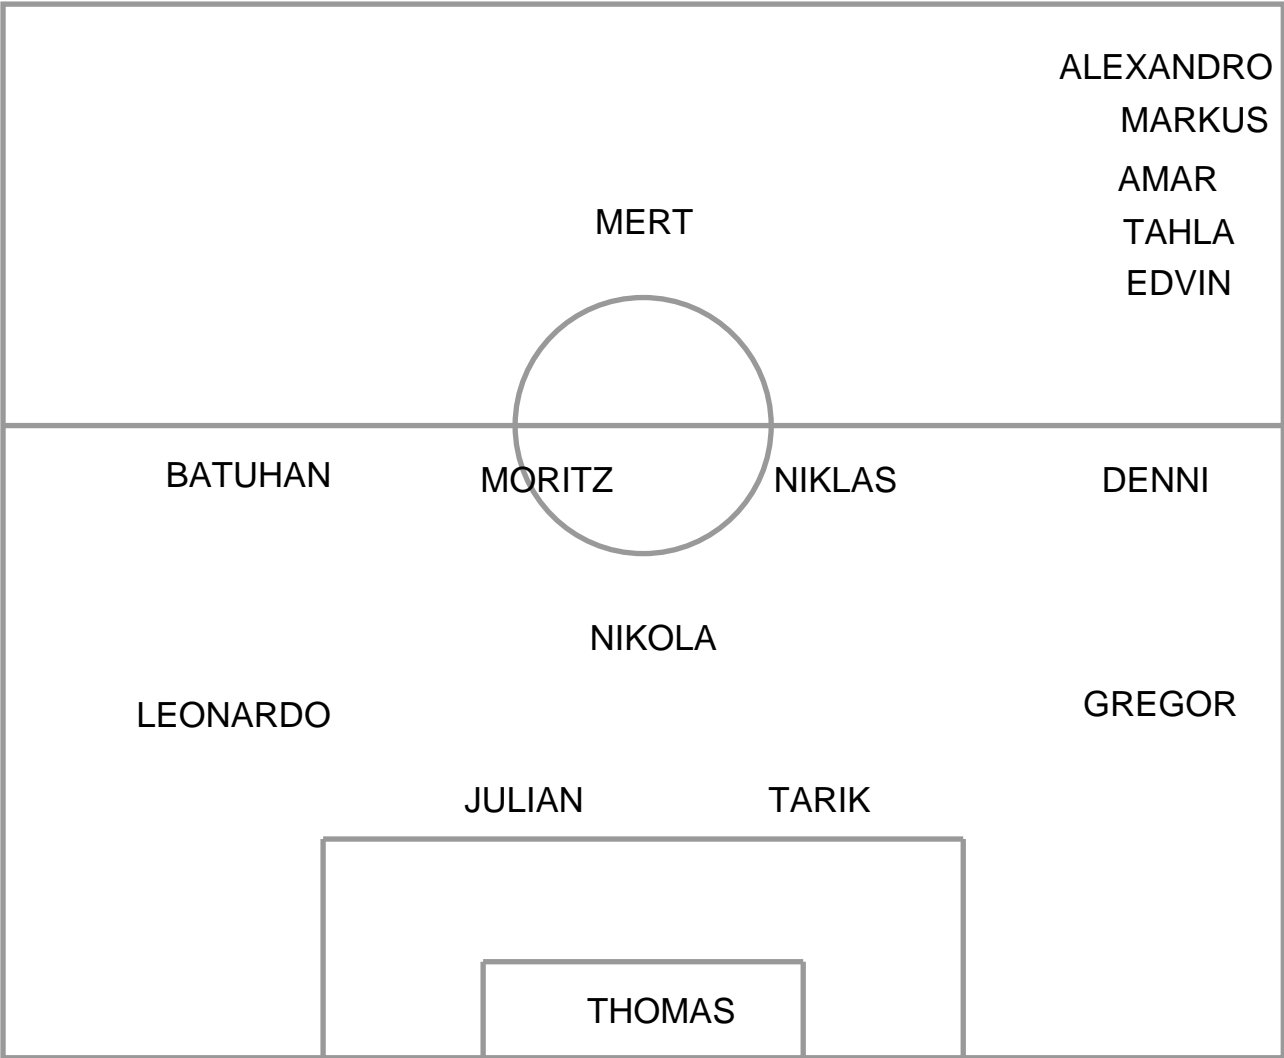 ALEXANDRO
MARKUS
AMAR
MERT
TAHLA
EDVIN
BATUHAN MORITZ NIKLAS DENNI
NIKOLA
LEONARDO GREGOR
JULIAN TARIK
THOMAS